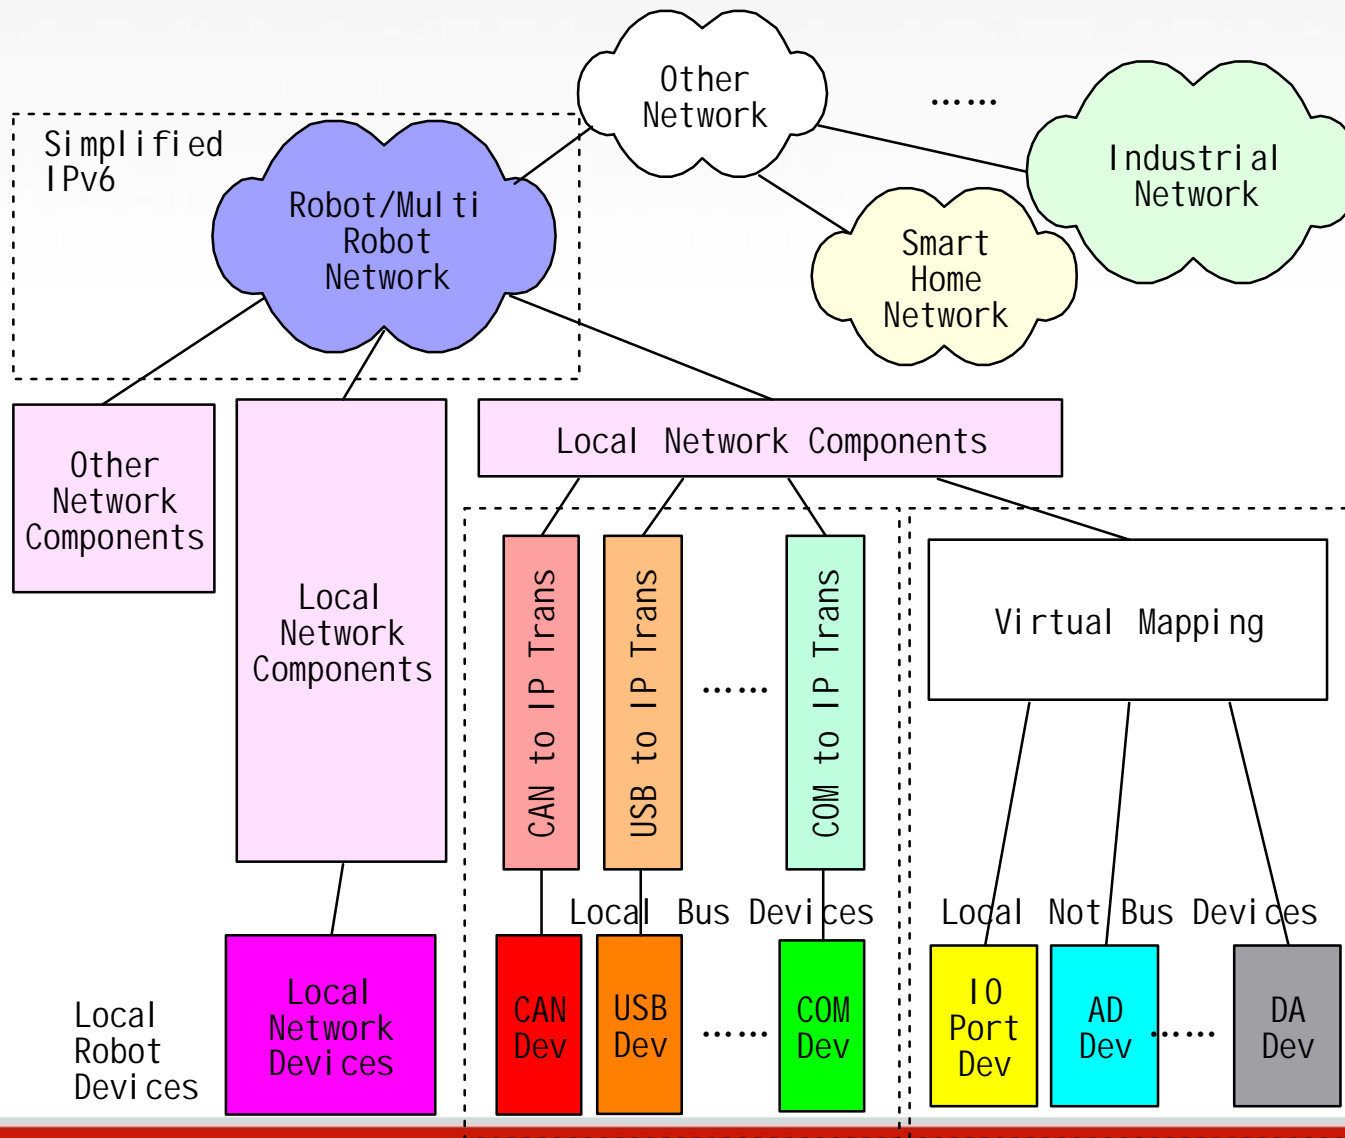 Other
Network
……
Industrial
Network
Simplified
IPv6
Robot/Multi
Robot
Network
Smart
Home
Network
Other
Network
Components
Local
Network
Components
Local Network Components
CAN to IP Trans
USB to IP Trans
……
COM to IP Trans
Virtual Mapping
Local Bus Devices
Local Not Bus Devices
Local
Robot
Devices
Local
Network
Devices
CAN
Dev
USB
Dev
……
COM
Dev
IO
Port
Dev
AD
Dev
……
DA
Dev